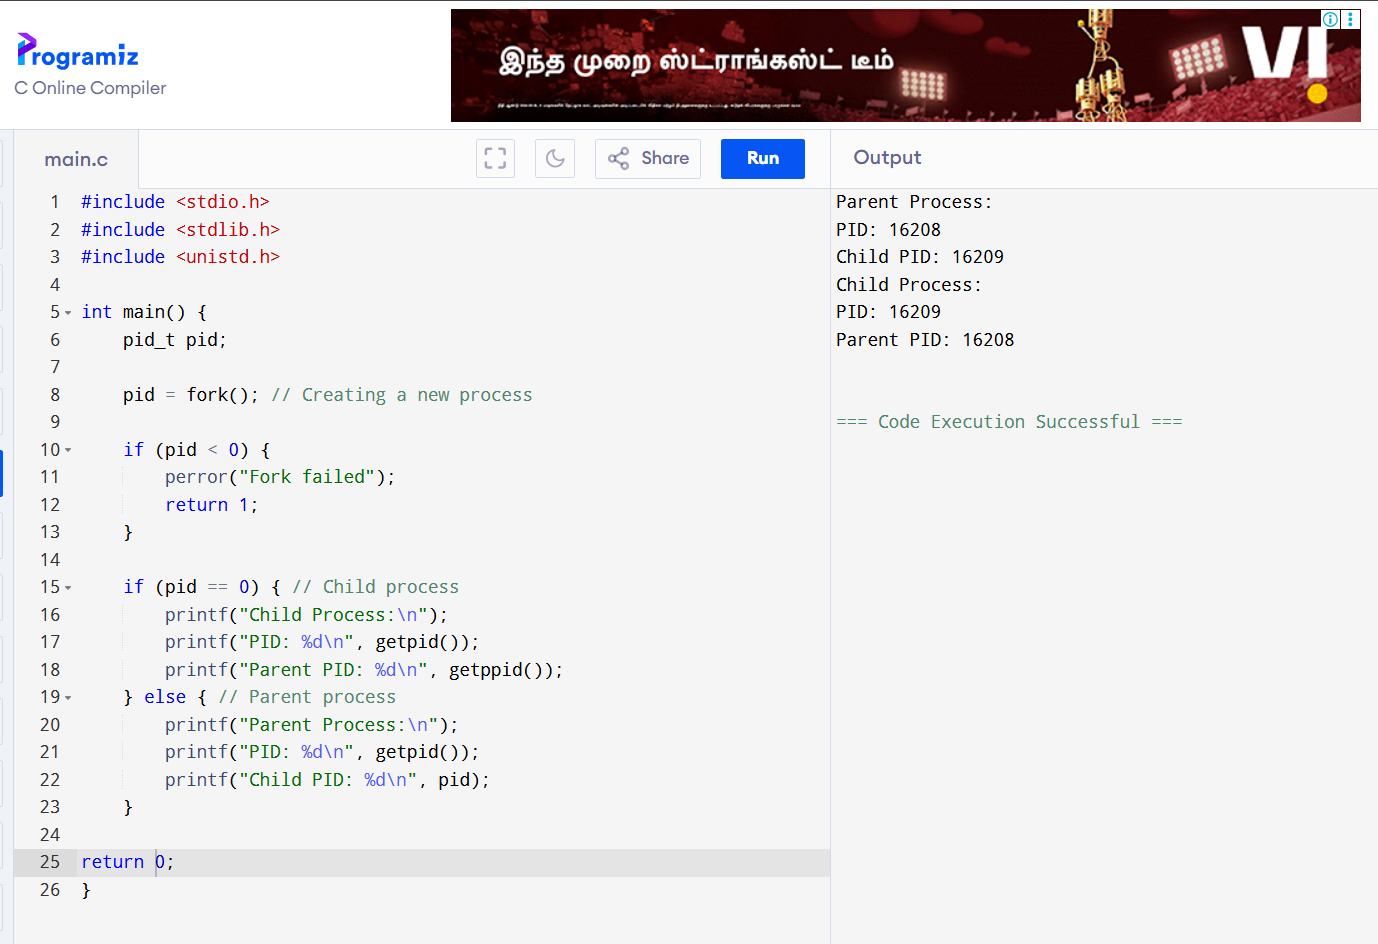 Programiz
C Online Compiler
இந்த முறை ஸ்ட்ராங்கஸ்ட் டீம்
VI
main.c
Share
Run
Output
1 #include <stdio.h>
2 #include <stdlib.h>
3 #include <unistd.h>
4
5 int main() {
6     pid_t pid;
7
8     pid = fork(); // Creating a new process
9
10     if (pid < 0) {
11         perror("Fork failed");
12         return 1;
13     }
14
15     if (pid == 0) { // Child process
16         printf("Child Process:\n");
17         printf("PID: %d\n", getpid());
18         printf("Parent PID: %d\n", getppid());
19     } else { // Parent process
20         printf("Parent Process:\n");
21         printf("PID: %d\n", getpid());
22         printf("Child PID: %d\n", pid);
23     }
24
25 return 0;
26 }
Parent Process:
PID: 16208
Child PID: 16209
Child Process:
PID: 16209
Parent PID: 16208
=== Code Execution Successful ===